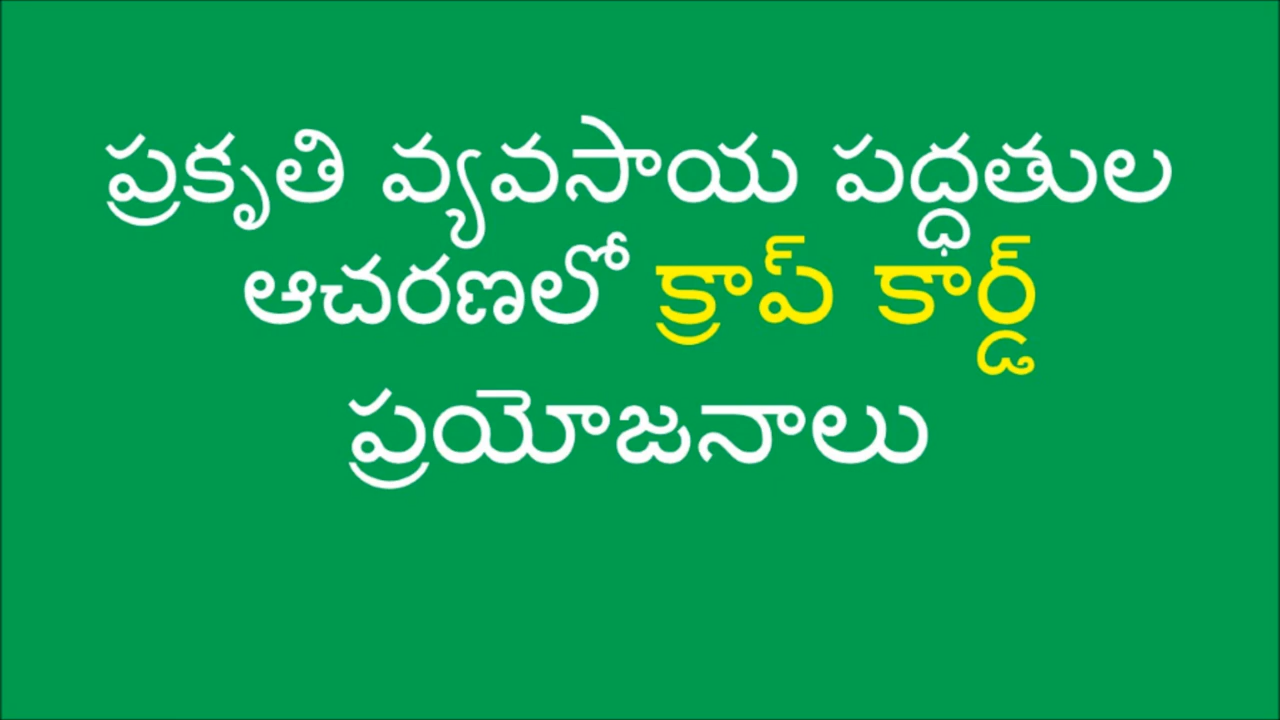 ప్రకృతి వ్యవసాయ పద్ధతుల
ఆచరణలో క్రాప్ కార్డ్
ప్రయోజనాలు